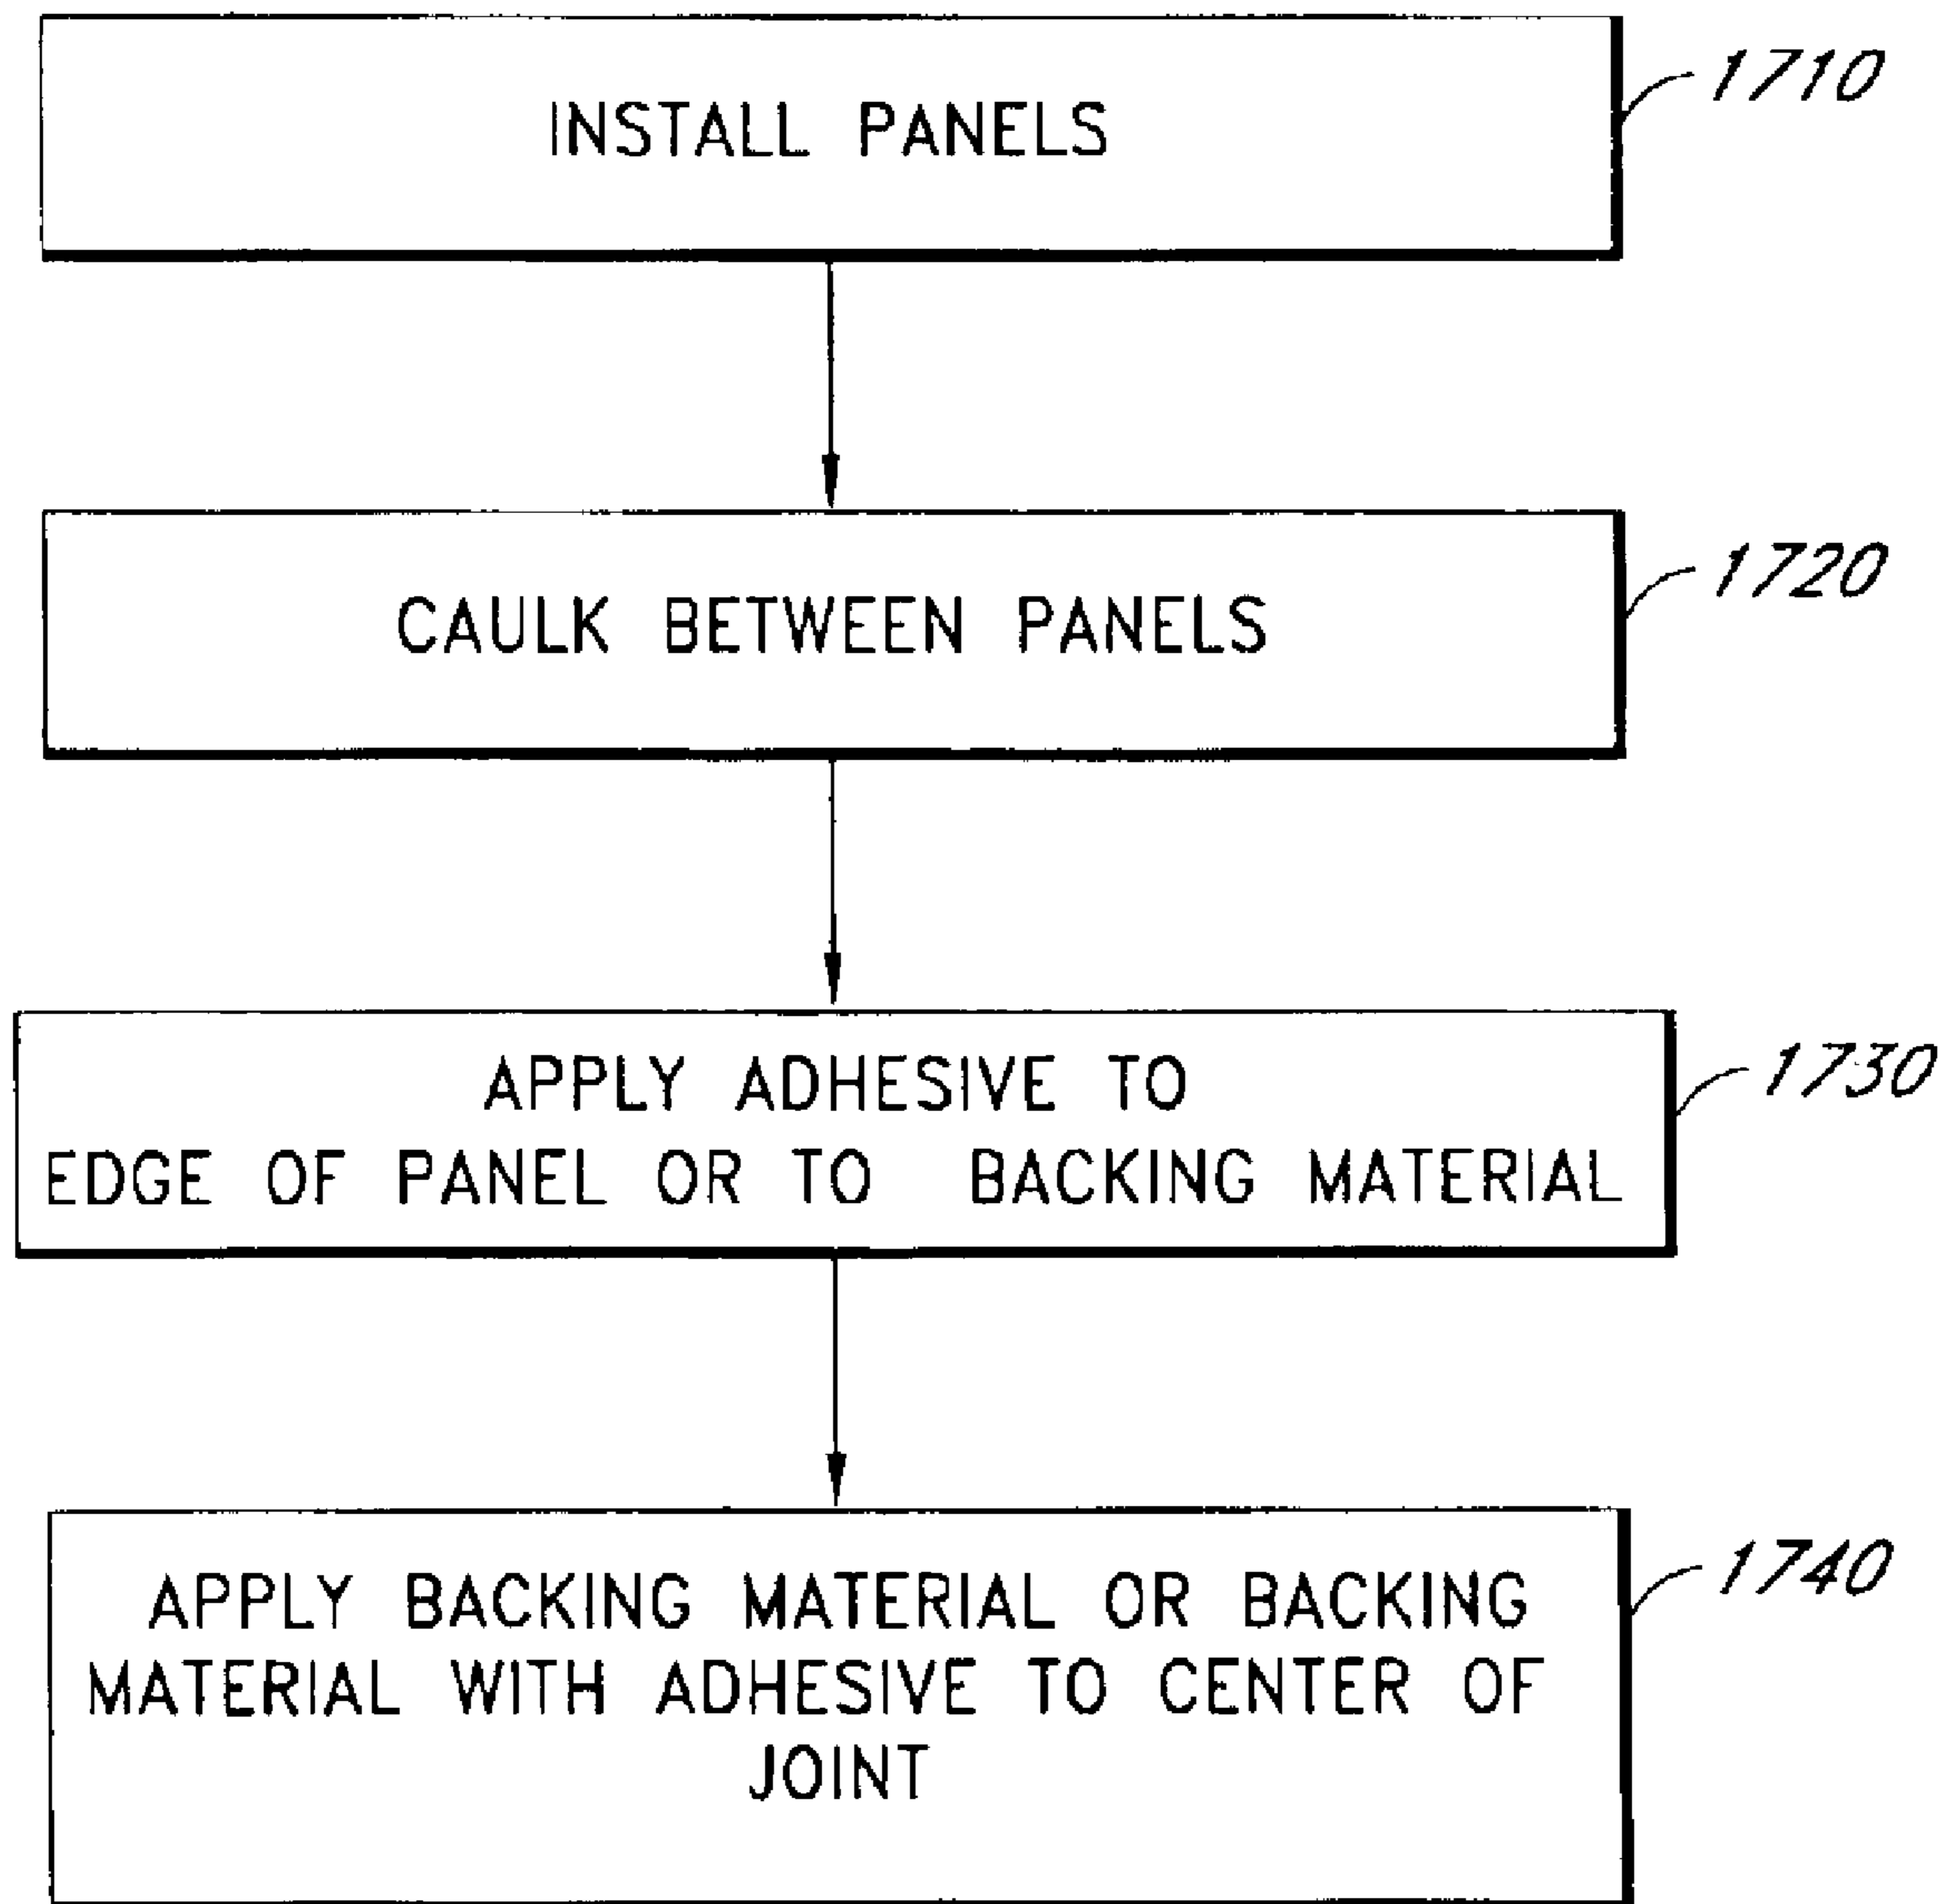 INSTALL PANELS
1710
CAULK BETWEEN PANELS
1720
APPLY ADHESIVE TO
EDGE OF PANEL OR TO BACKING MATERIAL
1730
APPLY BACKING MATERIAL OR BACKING
MATERIAL WITH ADHESIVE TO CENTER OF
JOINT
1740